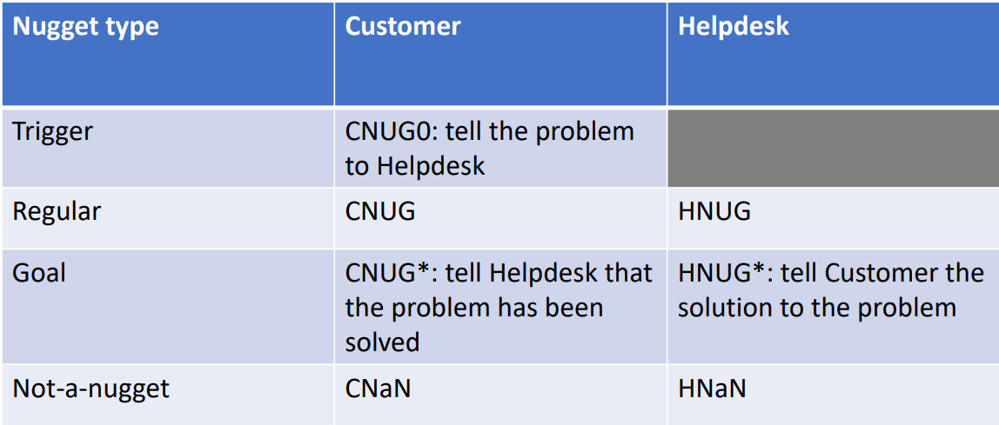 Nugget type Customer Helpdesk
Trigger CNUG0: tell the problem
to Helpdesk
Regular CNUG HNUG
Goal CNUG*: tell Helpdesk that HNUG*: tell Customer the
the problem has been solution to the problem
solved
Not-a-nugget CNaN HNaN